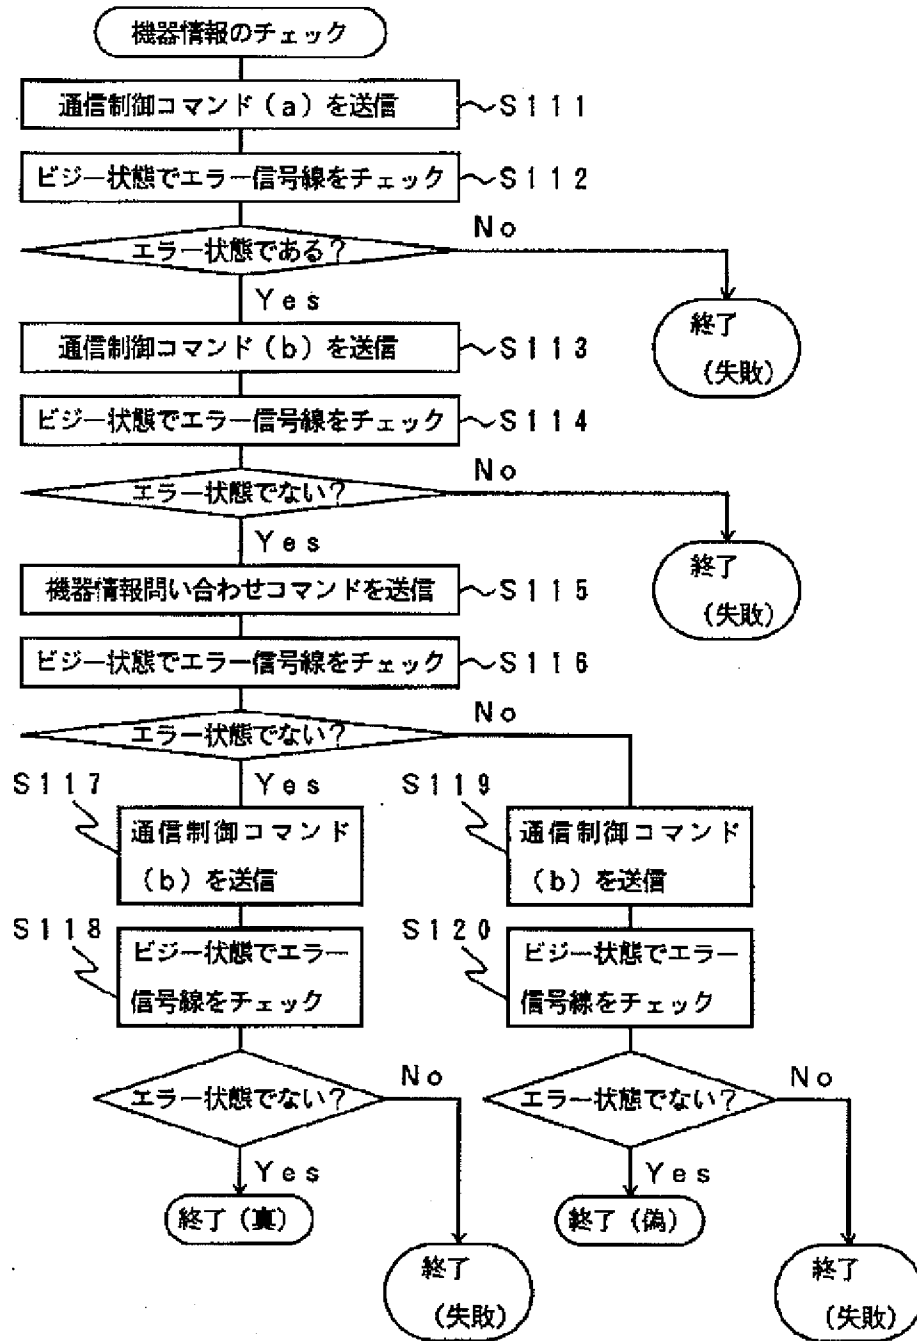 機器情報のチェック
通信制御コマンド（a）を送信
S111
ビジー状態でエラー信号線をチェック
S112
エラー状態である？
No
Yes
終了
（失敗）
通信制御コマンド（b）を送信
S113
ビジー状態でエラー信号線をチェック
S114
エラー状態でない？
No
Yes
終了
（失敗）
機器情報問い合わせコマンドを送信
S115
ビジー状態でエラー信号線をチェック
S116
エラー状態でない？
No
Yes
S117
通信制御コマンド
（b）を送信
S119
通信制御コマンド
（b）を送信
S118
ビジー状態でエラー
信号線をチェック
S120
ビジー状態でエラー
信号線をチェック
エラー状態でない？
No
Yes
エラー状態でない？
No
Yes
終了（真）
終了（偽）
終了
（失敗）
終了
（失敗）